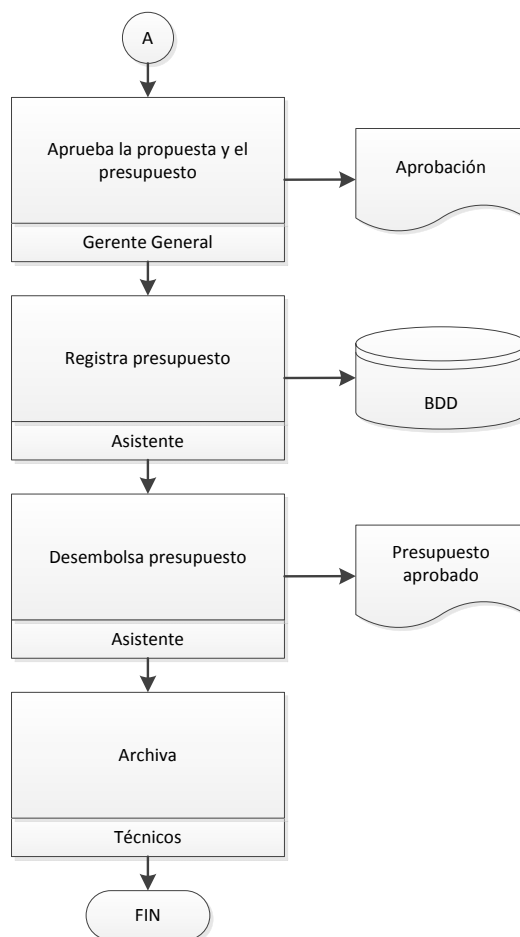 A
Aprueba la propuesta y el
presupuesto
Aprobación
Gerente General
Registra presupuesto
BDD
Asistente
Desembolsa presupuesto
Presupuesto
aprobado
Asistente
Archiva
Técnicos
FIN